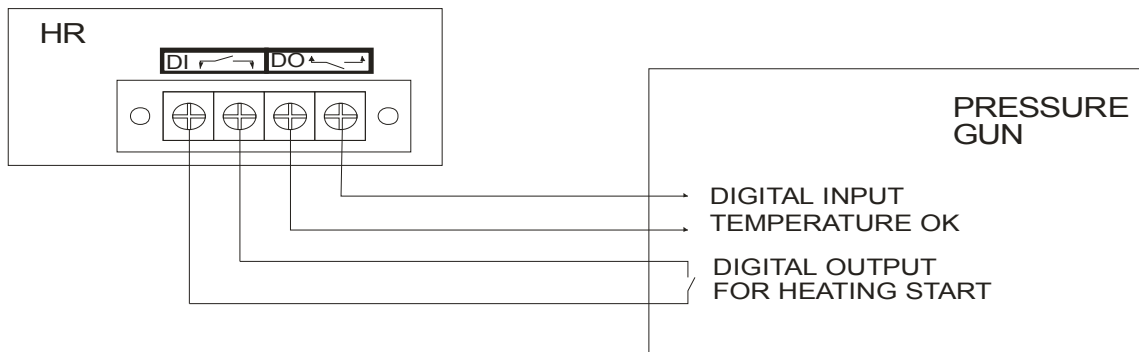 HR
DI
DO
PRESSURE
GUN
DIGITAL INPUT
TEMPERATURE OK
DIGITAL OUTPUT
FOR HEATING START